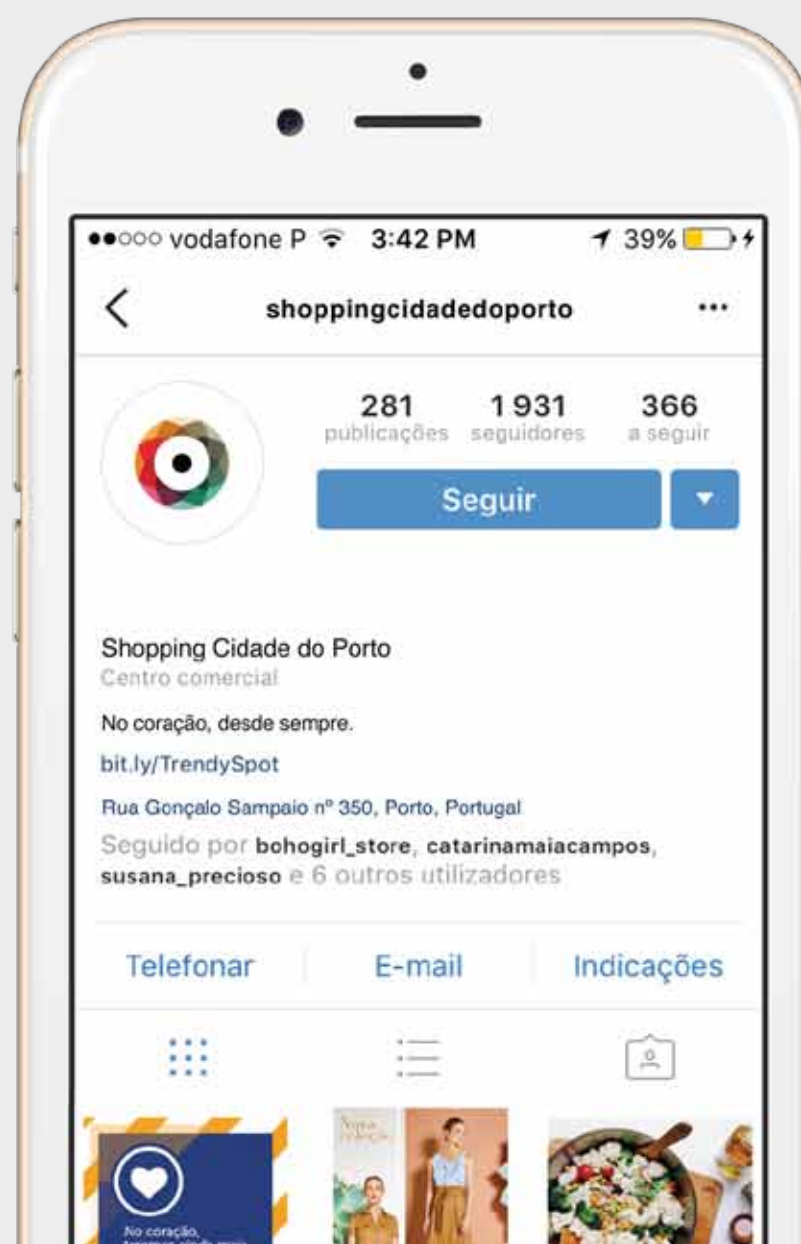 vodafone P 3:42 PM 39%
shoppingcidadedoporto
281 1 931 366
publicações seguidores a seguir
Seguir
Shopping Cidade do Porto
Centro comercial
No coração, desde sempre.
bit.ly/TrendySpot
Rua Gonçalo Sampaio nº 350, Porto, Portugal
Seguido por bohogirl_store, catarinamaiacampos,
susana_precioso e 6 outros utilizadores
Telefonar E-mail Indicações
Nova
coleção
No coração,